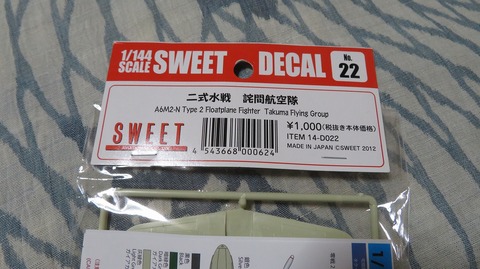 1/144 SCALE SWEET DECAL No. 22
二式水戦 詫間航空隊
A6M2-N Type 2 Floatplane Fighter Takuma Flying Group
SWEET
4 543668 000624
¥1,000(税抜き本体価格)
ITEM 14-D022
MADE IN JAPAN ©SWEET 2012